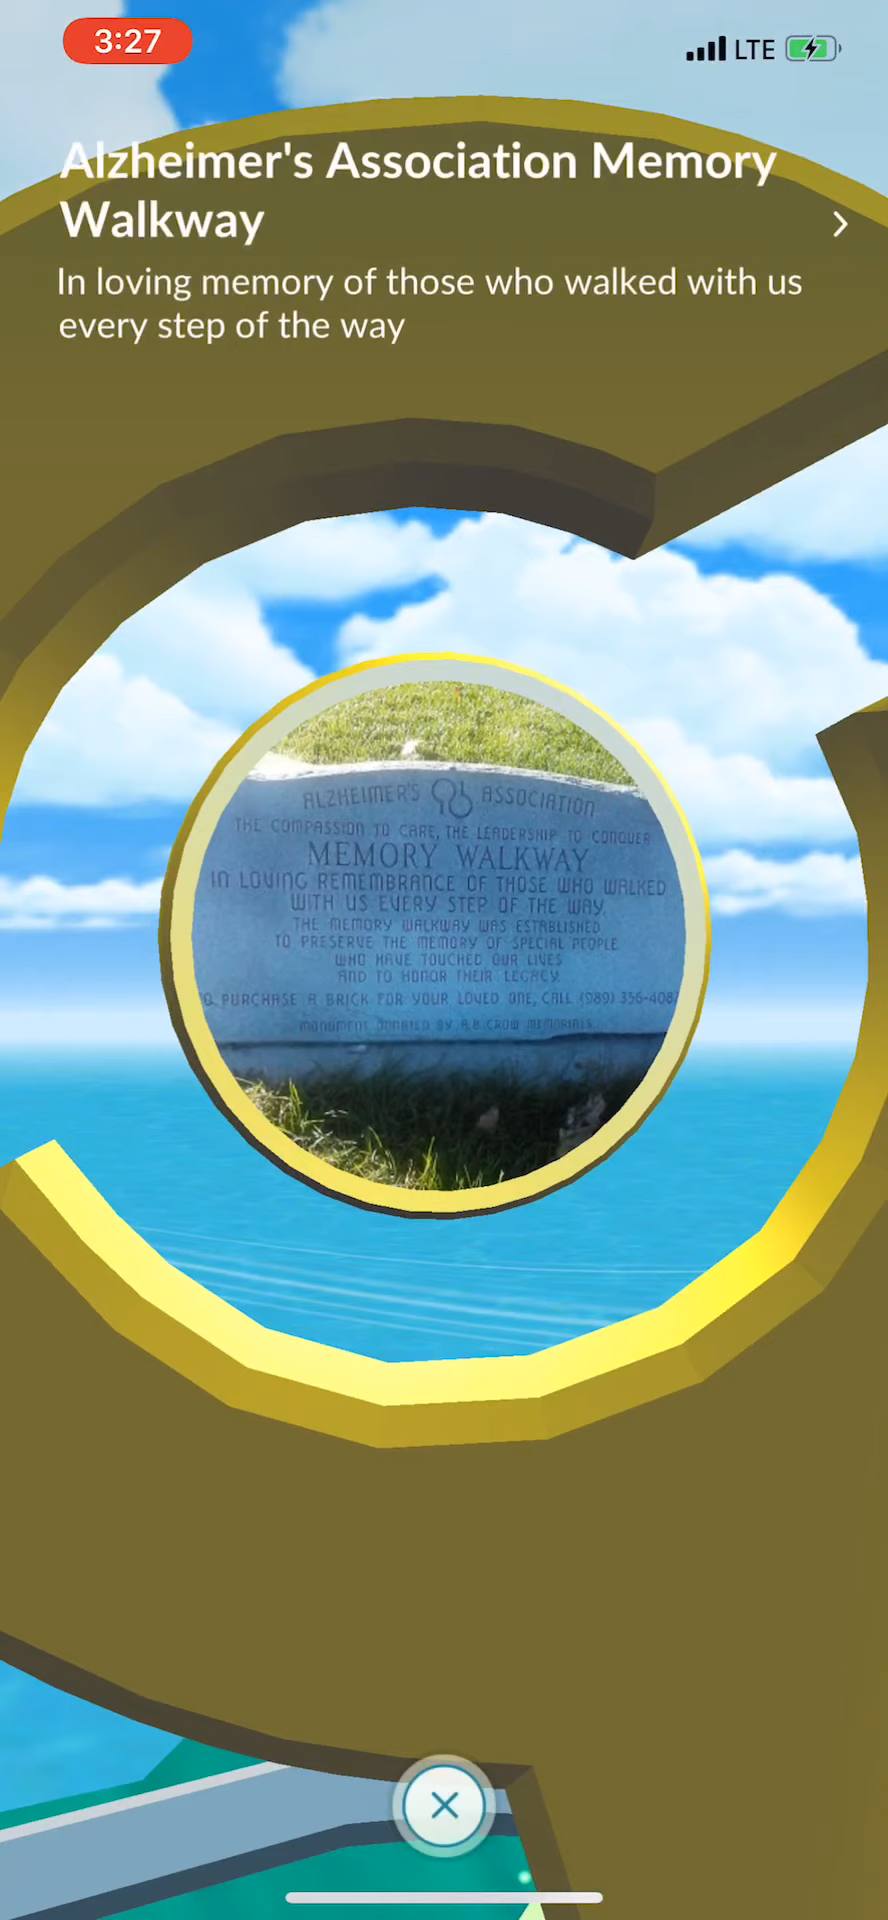 3:27
LTE
Alzheimer's Association Memory
Walkway
In loving memory of those who walked with us
every step of the way
ALZHEIMER'S ASSOCIATION
THE COMPASSION TO CARE, THE LEADERSHIP TO CONQUER
MEMORY WALKWAY
IN LOVING REMEMBRANCE OF THOSE WHO WALKED
WITH US EVERY STEP OF THE WAY.
THE MEMORY WALKWAY WAS ESTABLISHED
TO PRESERVE THE MEMORY OF SPECIAL PEOPLE
WHO HAVE TOUCHED OUR LIVES
AND TO HONOR THEIR LEGACY.
PURCHASE A BRICK FOR YOUR LOVED ONE, CALL (989) 356-408
MONUMENT DONATED BY A.B. CROW MEMORIALS